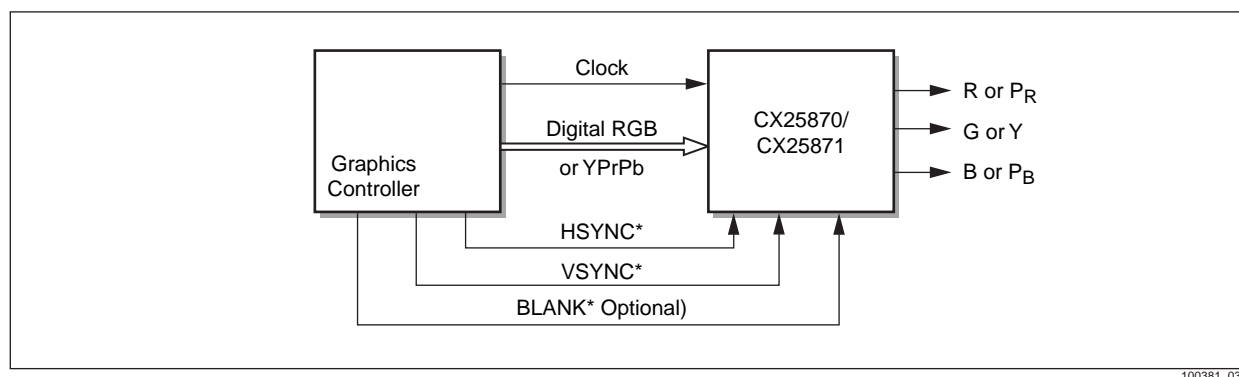 Clock
Digital RGB
or YPrPb
Graphics
Controller
CX25870/
CX25871
R or PR
G or Y
B or PB
HSYNC*
VSYNC*
BLANK* Optional)